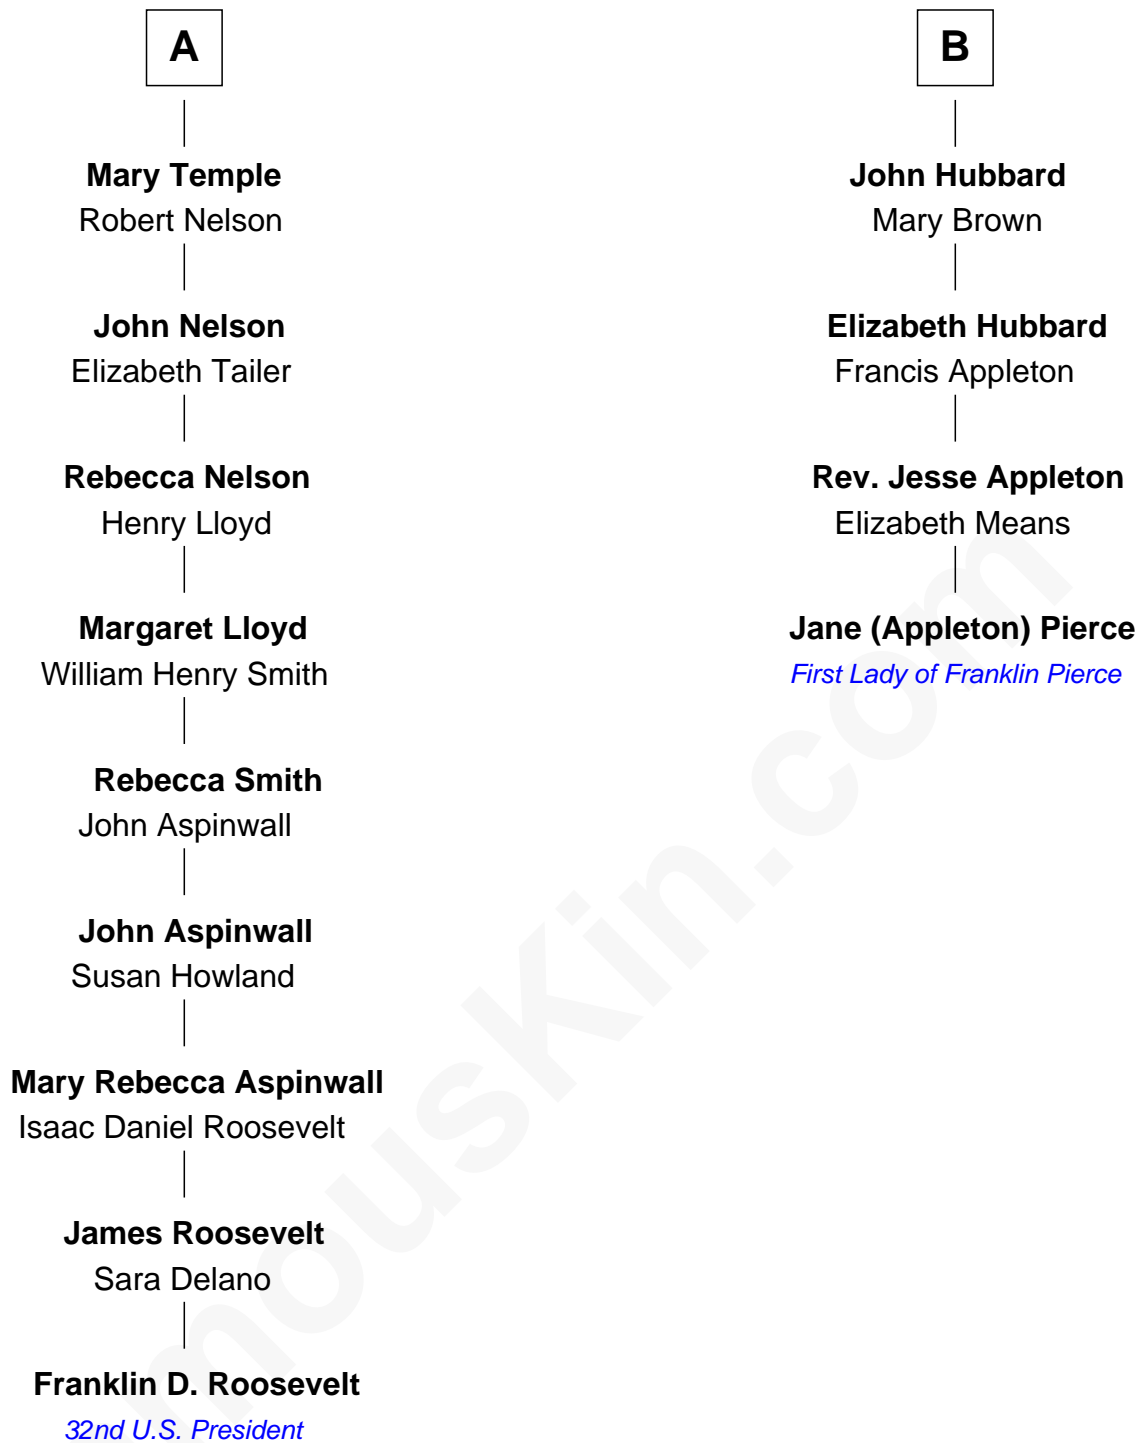 A
Mary Temple
Robert Nelson
John Nelson
Elizabeth Tailer
Rebecca Nelson
Henry Lloyd
Margaret Lloyd
William Henry Smith
Rebecca Smith
John Aspinwall
John Aspinwall
Susan Howland
Mary Rebecca Aspinwall
Isaac Daniel Roosevelt
James Roosevelt
Sara Delano
Franklin D. Roosevelt
32nd U.S. President
B
John Hubbard
Mary Brown
Elizabeth Hubbard
Francis Appleton
Rev. Jesse Appleton
Elizabeth Means
Jane (Appleton) Pierce
First Lady of Franklin Pierce
mousKin.com